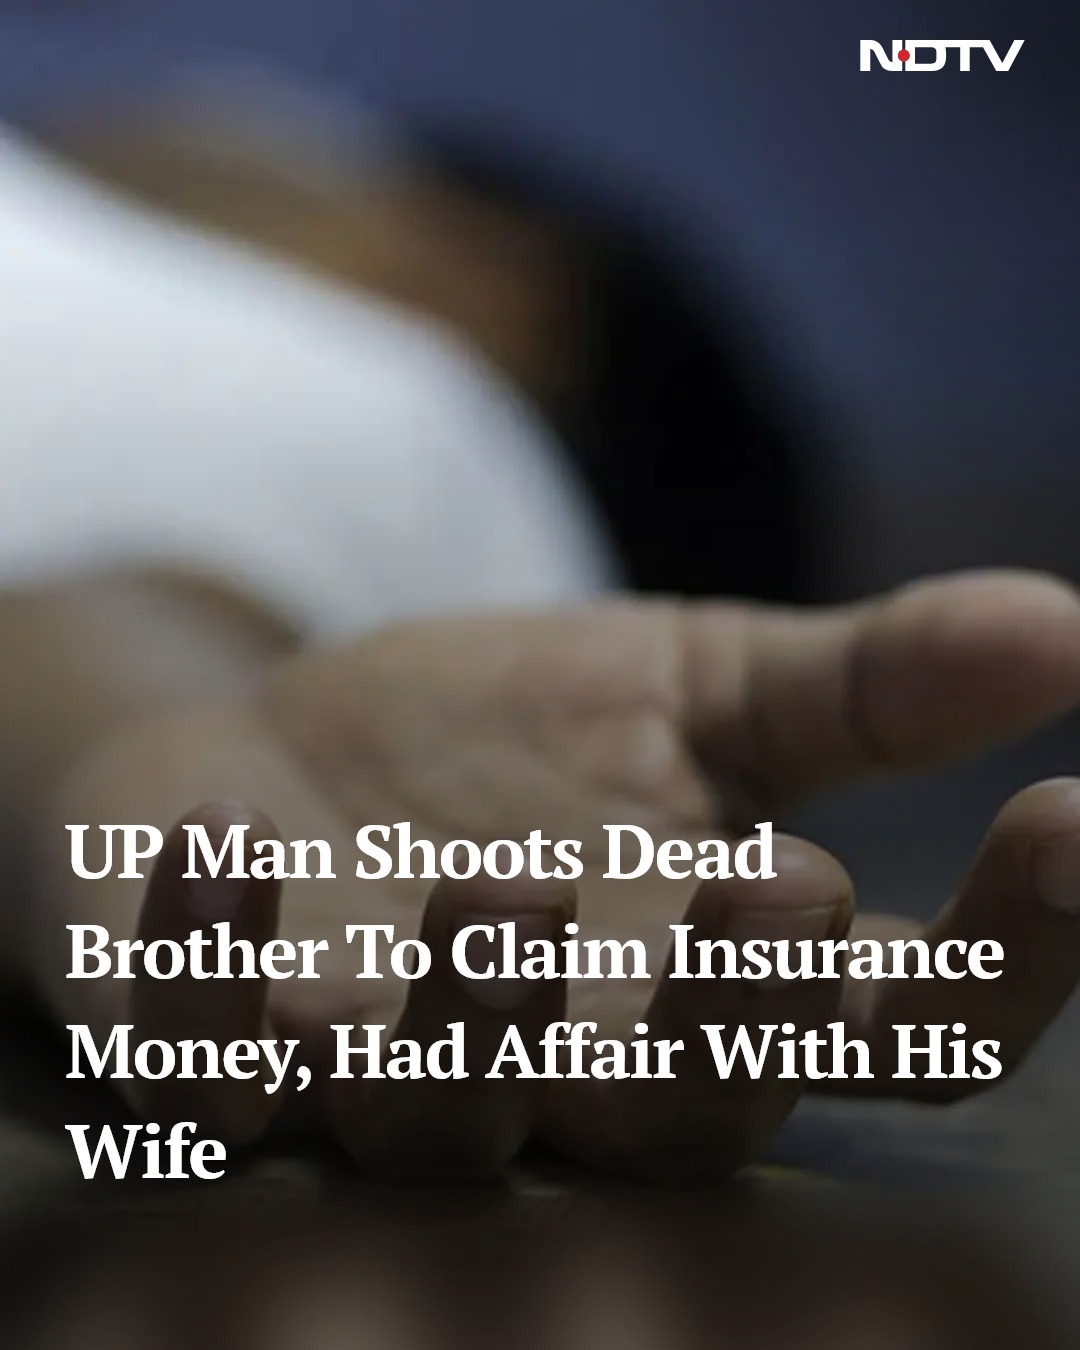 NDTV
UP Man Shoots Dead
Brother To Claim Insurance
Money, Had Affair With His
Wife